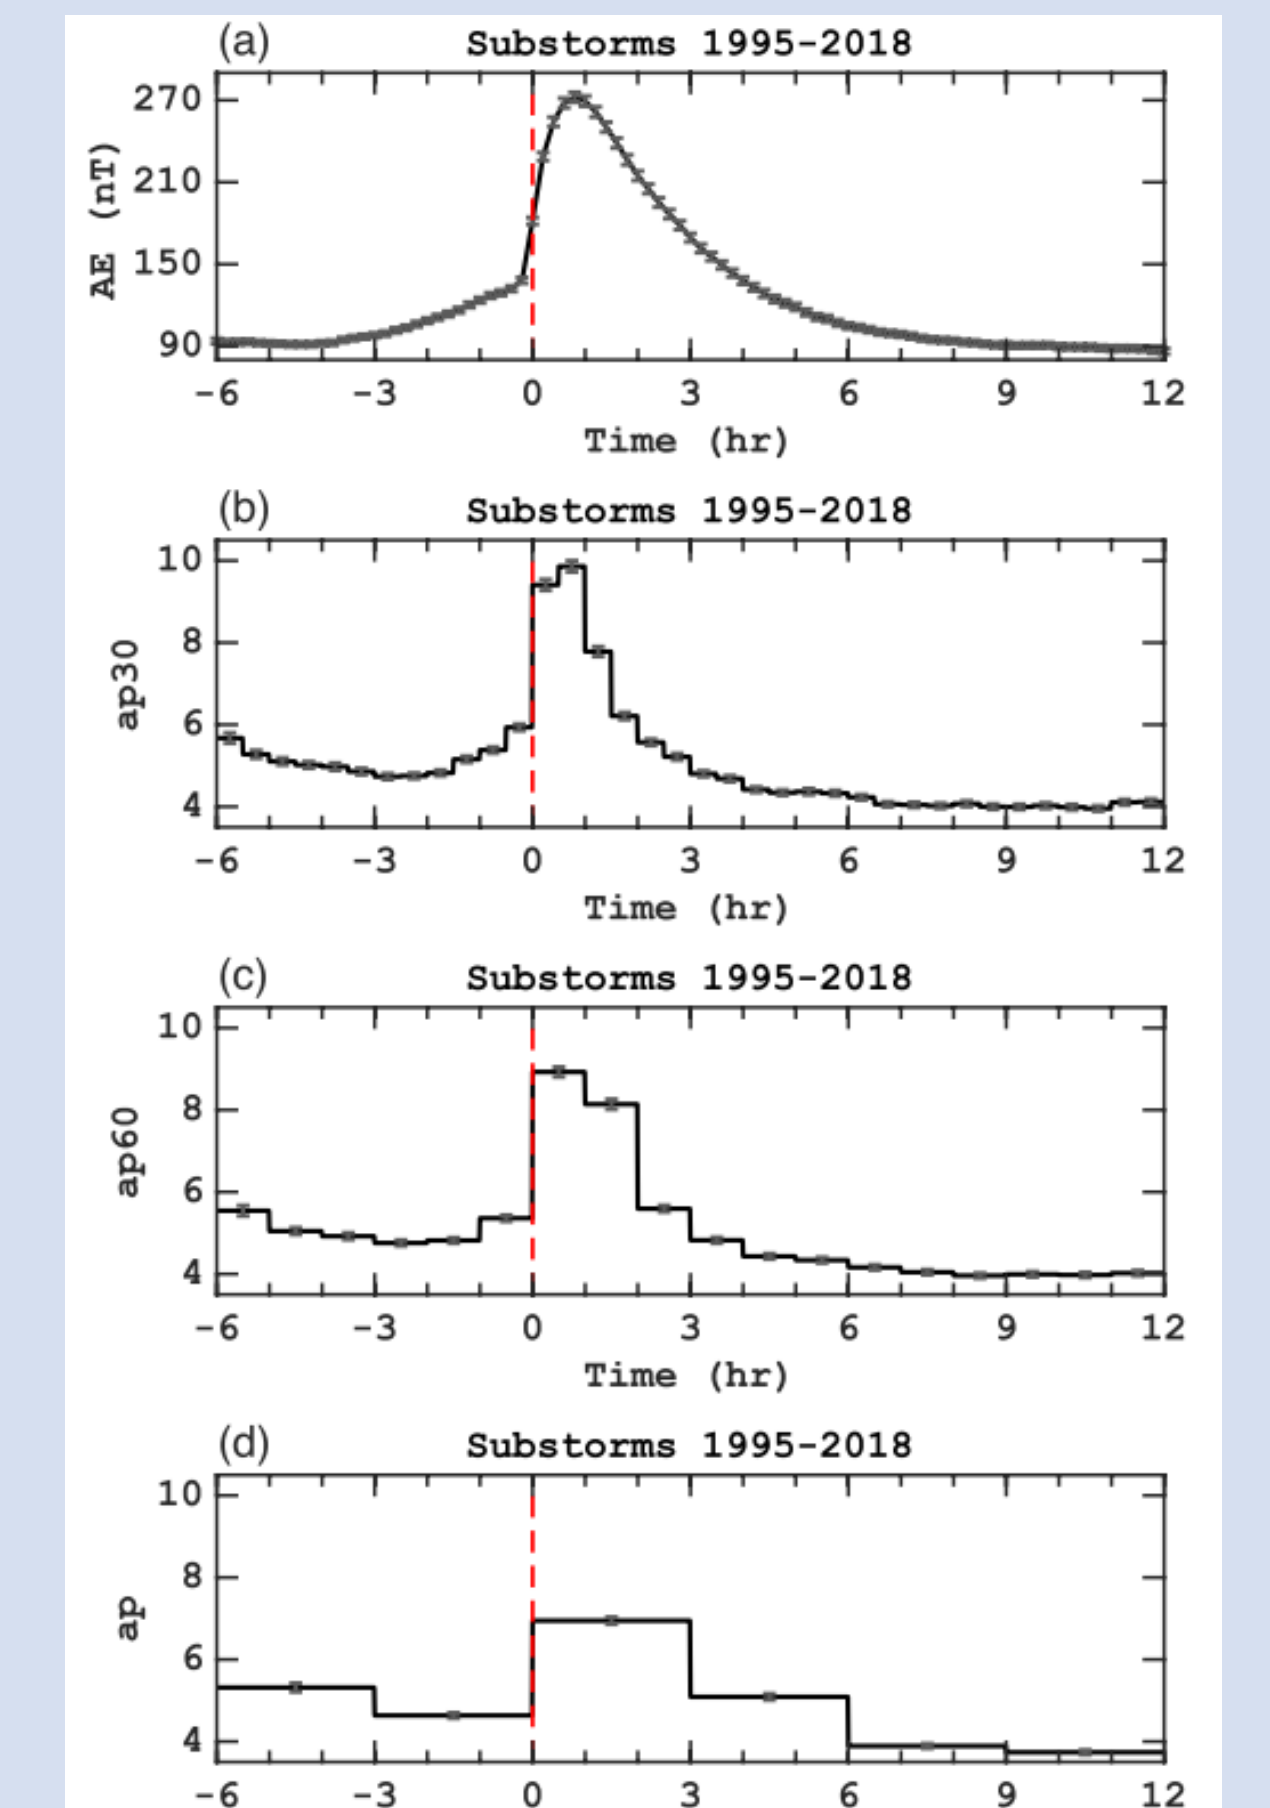 (a) Substorms 1995-2018
270
210
150
90
AE (nT)
-6 -3 0 3 6 9 12
Time (hr)
(b) Substorms 1995-2018
10
8
6
4
ap30
-6 -3 0 3 6 9 12
Time (hr)
(c) Substorms 1995-2018
10
8
6
4
ap60
-6 -3 0 3 6 9 12
Time (hr)
(d) Substorms 1995-2018
10
8
6
4
ap
-6 -3 0 3 6 9 12